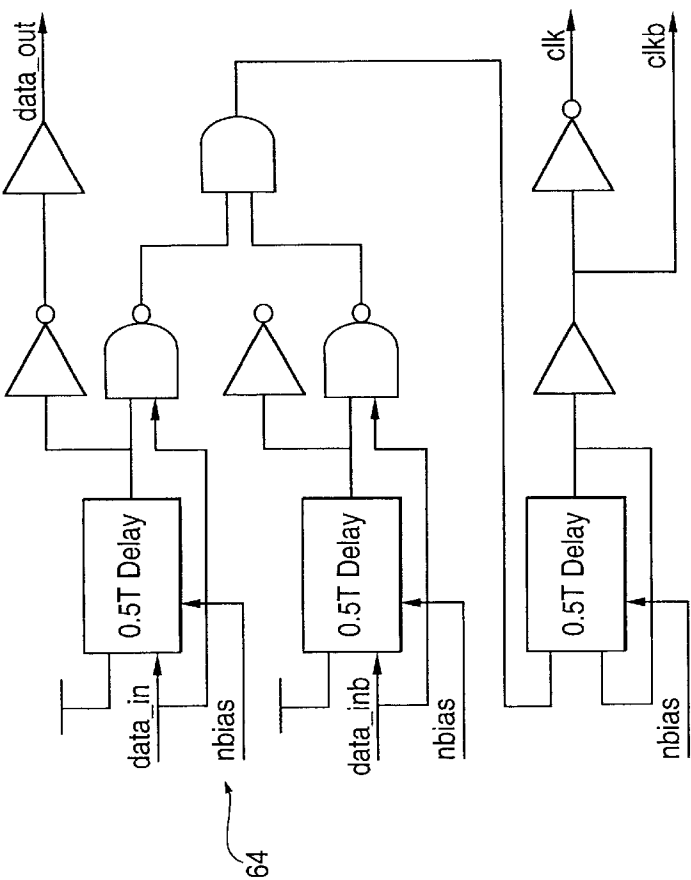 data_out
clk
clkb
0.5T Delay
0.5T Delay
0.5T Delay
data_in
nbias
data_inb
nbias
nbias
64